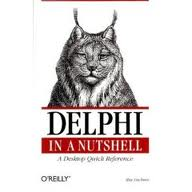 DELPHI
IN A NUTSHELL
A Desktop Quick Reference
O'REILLY®